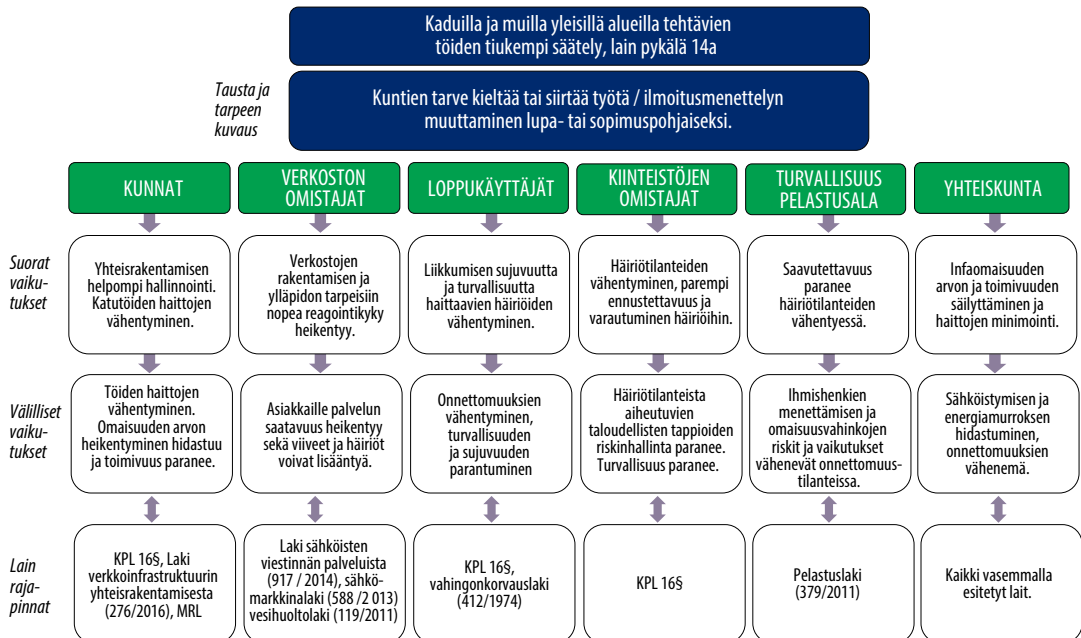 Kaduilla ja muilla yleisillä alueilla tehtävien
töiden tiukempi säätely, lain pykälä 14a
Tausta ja
tarpeen
kuvaus
Kuntien tarve kieltää tai siirtää työtä / ilmoitusmenettelyn
muuttaminen lupa- tai sopimuspohjaiseksi.
KUNNAT
VERKOSTON
OMISTAJAT
LOPPUKÄYTTÄJÄT
KIINTEISTÖJEN
OMISTAJAT
TURVALLISUUS
PELASTUSALA
YHTEISKUNTA
Suorat
vaiku-
tukset
Yhteisrakentamisen
helpompi hallinnointi.
Katutöiden haittojen
vähentyminen.
Verkostojen
rakentamisen ja
ylläpidon tarpeisiin
nopea reagointikyky
heikentyy.
Liikkumisen sujuvuutta
ja turvallisuutta
haittaavien häiriöiden
vähentyminen.
Häiriötilanteiden
vähentyminen, parempi
ennustettavuus ja
varautuminen häiriöihin.
Saavutettavuus
paranee
häiriötilanteiden
vähentyessä.
Infaomaisuuden
arvon ja toimivuuden
säilyttäminen ja
haittojen minimointi.
Välilliset
vaiku-
tukset
Töiden haittojen
vähentyminen.
Omaisuuden arvon
heikentyminen hidastuu
ja toimivuus paranee.
Asiakkaille palvelun
saatavuus heikentyy
sekä viiveet ja häiriöt
voivat lisääntyä.
Onnettomuuksien
vähentyminen,
turvallisuuden
ja sujuvuuden
parantuminen
Häiriötilanteista
aiheutuvien
taloudellisten tappioiden
riskinhallinta paranee.
Turvallisuus paranee.
Ihmishenkien
menettämisen ja
omaisuusvahinkojen
riskit ja vaikutukset
vähenevät onnettomuus-
tilanteissa.
Sähköistymisen ja
energiamurroksen
hidastuminen,
onnettomuuksien
vähenemä.
Lain
raja-
pinnat
KPL 16§, Laki
verkkoinfrastruktuurin
yhteisrakentamisesta
(276/2016), MRL
Laki sähköisten
viestinnän palveluista
(917 / 2014), sähkö-
markkinalaki (588 /2 013)
vesihuoltolaki (119/2011)
KPL 16§,
vahingonkorvauslaki
(412/1974)
KPL 16§
Pelastuslaki
(379/2011)
Kaikki vasemmalla
esitetyt lait.